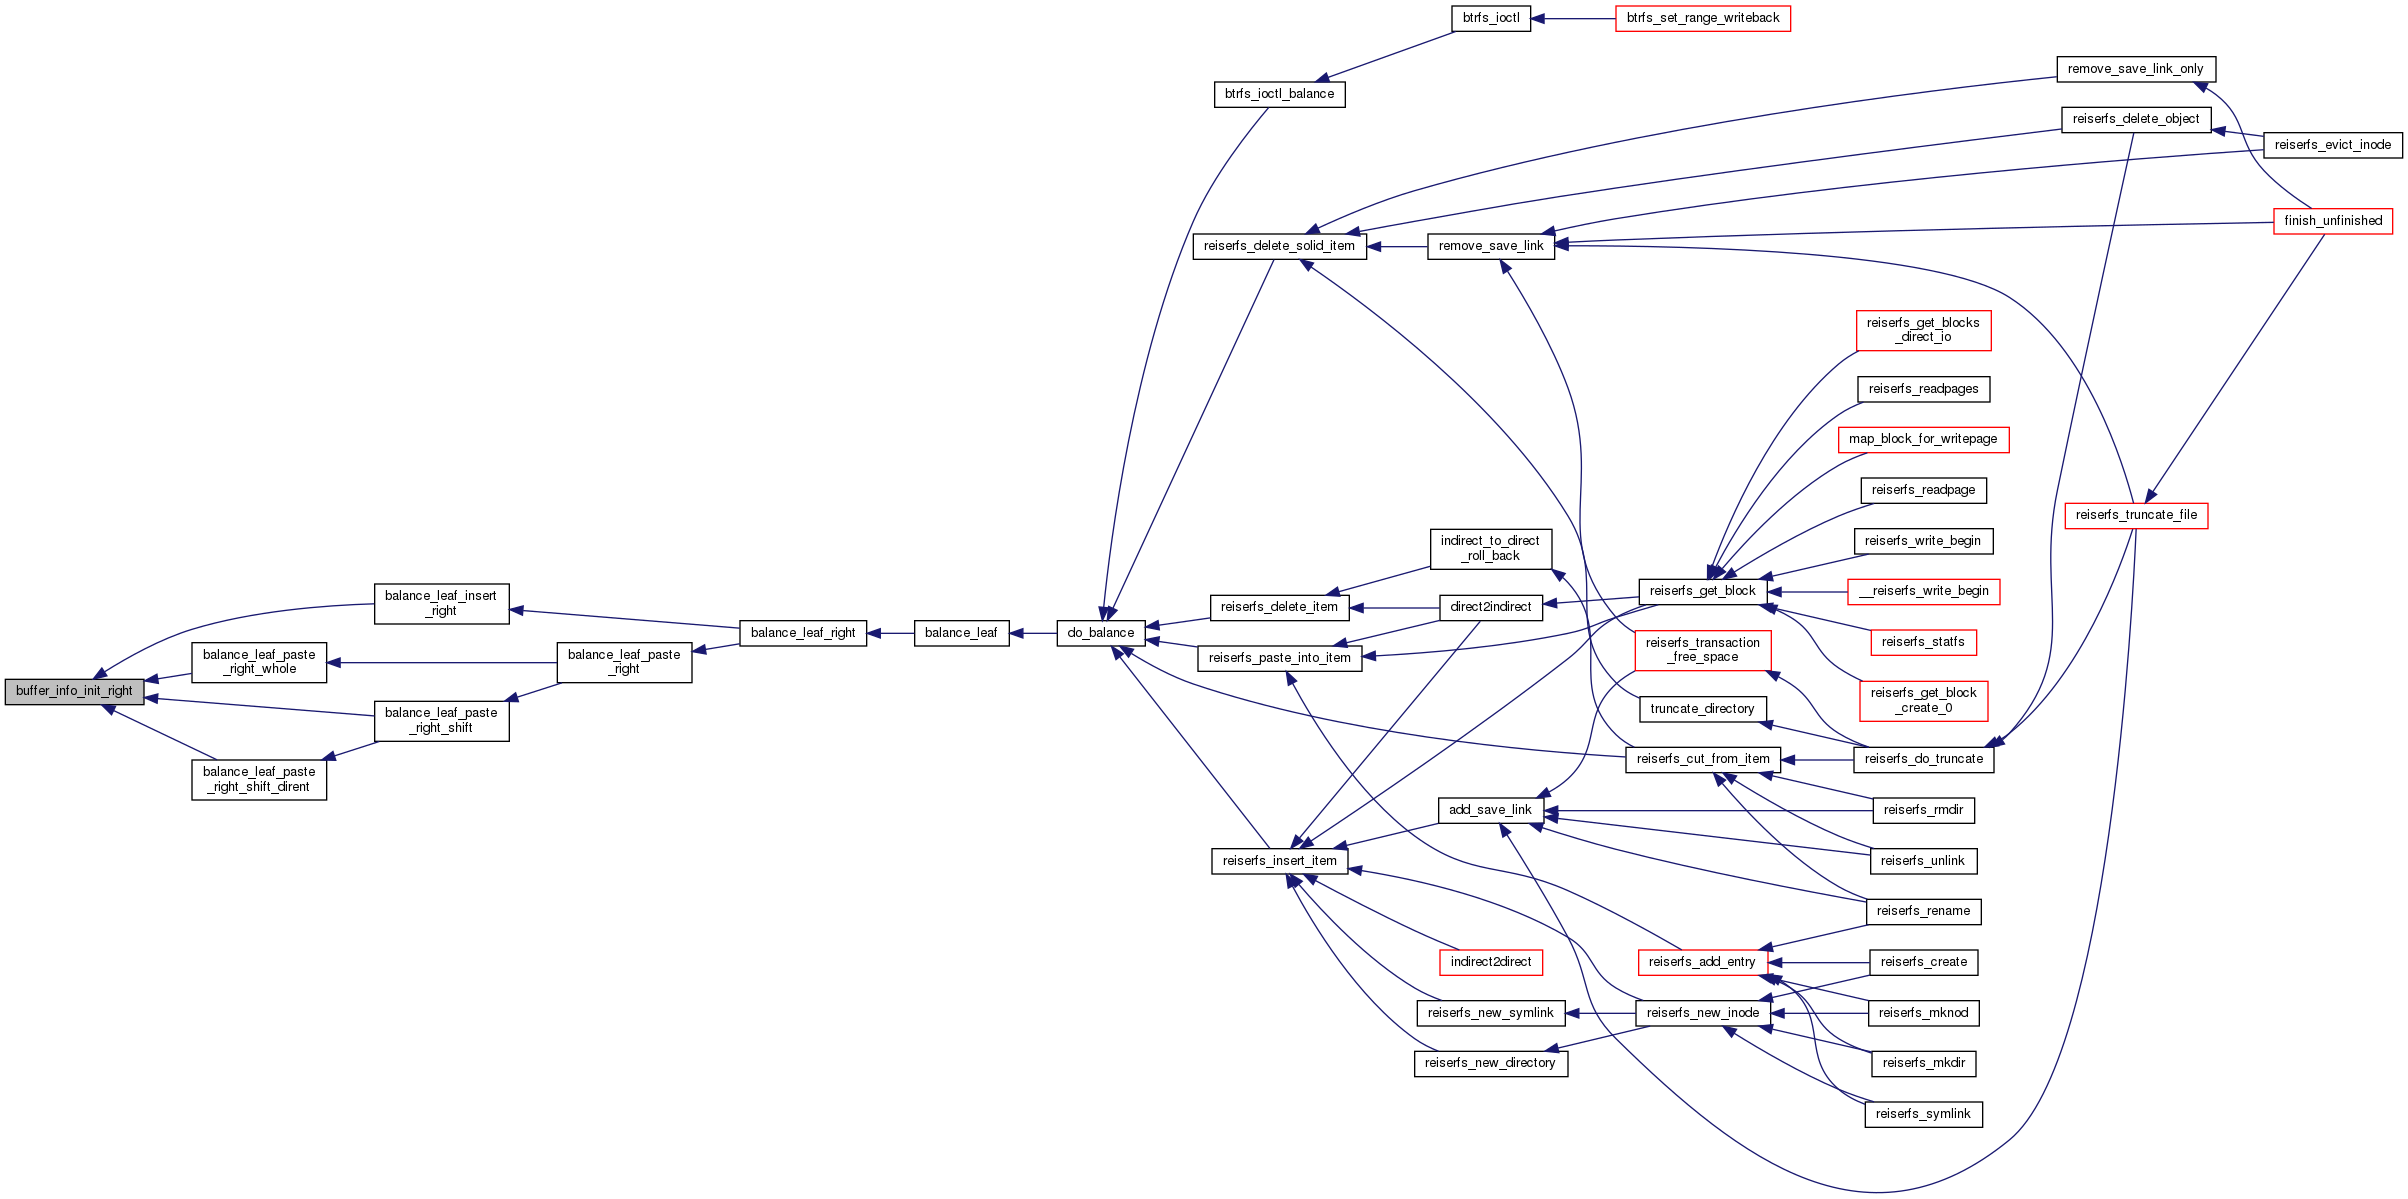 btrfs_ioctl
btrfs_set_range_writeback
remove_save_link_only
btrfs_ioctl_balance
reiserfs_delete_object
reiserfs_evict_inode
finish_unfinished
reiserfs_delete_solid_item
remove_save_link
reiserfs_get_blocks
_direct_io
reiserfs_readpages
map_block_for_writepage
reiserfs_readpage
reiserfs_truncate_file
indirect_to_direct
_roll_back
reiserfs_write_begin
reiserfs_get_block
__reiserfs_write_begin
balance_leaf_insert
_right
reiserfs_delete_item
direct2indirect
balance_leaf_right
balance_leaf
do_balance
reiserfs_statfs
reiserfs_transaction
_free_space
balance_leaf_paste
_right_whole
balance_leaf_paste
_right
reiserfs_paste_into_item
buffer_info_init_right
reiserfs_get_block
_create_0
truncate_directory
balance_leaf_paste
_right_shift
reiserfs_cut_from_item
reiserfs_do_truncate
balance_leaf_paste
_right_shift_dirent
add_save_link
reiserfs_rmdir
reiserfs_insert_item
reiserfs_unlink
reiserfs_rename
indirect2direct
reiserfs_add_entry
reiserfs_create
reiserfs_new_symlink
reiserfs_new_inode
reiserfs_mknod
reiserfs_new_directory
reiserfs_mkdir
reiserfs_symlink